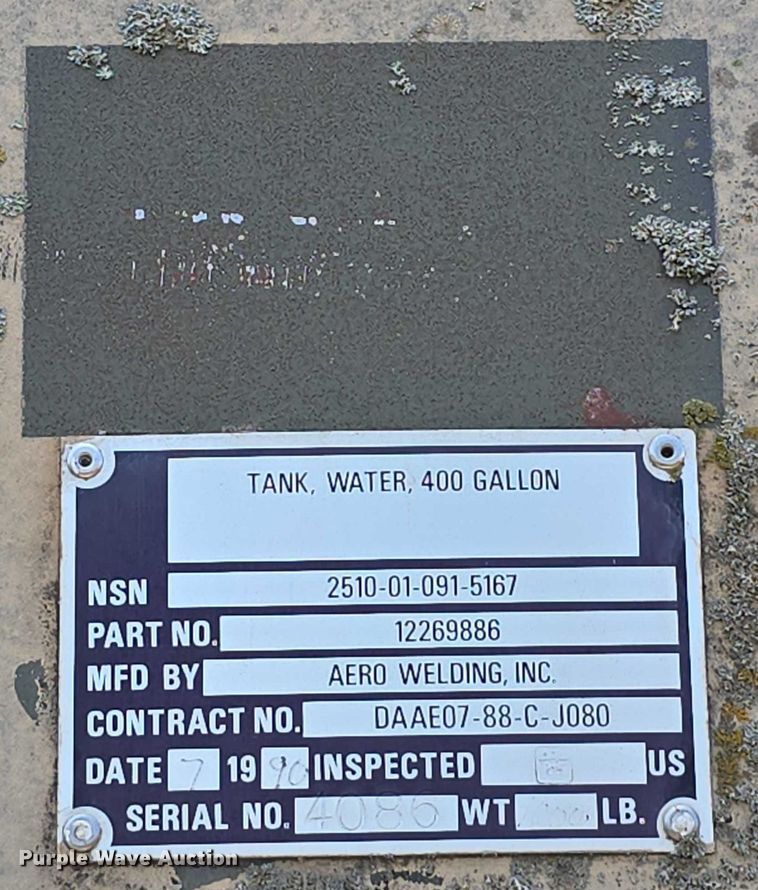 TANK, WATER, 400 GALLON
NSN 2510-01-091-5167
PART NO. 12269886
MFD BY AERO WELDING, INC.
CONTRACT NO. DAAE07-88-C-J080
DATE 7 19 90 INSPECTED US
SERIAL NO. 4086 WT LB.
Purple Wave Auction